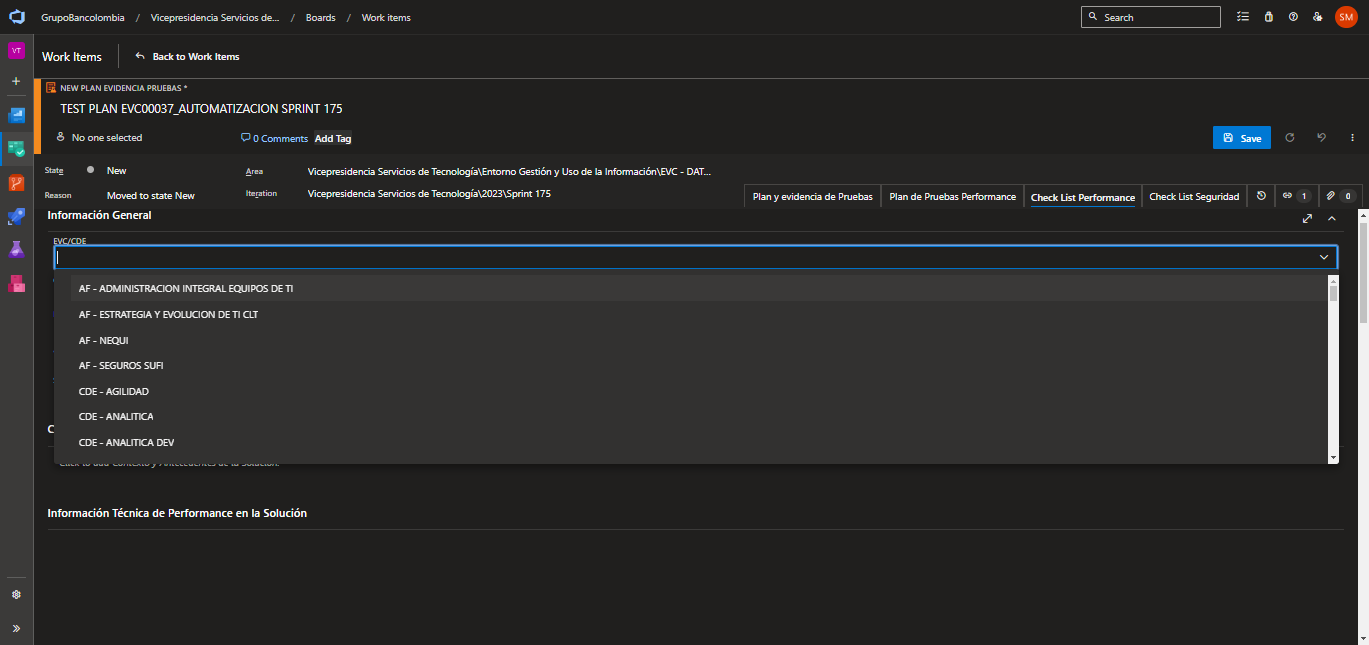 GrupoBancolombia / Vicepresidencia Servicios de... / Boards / Work items
Search
SM
VT
Work Items
Back to Work Items
NEW PLAN EVIDENCIA PRUEBAS *
TEST PLAN EVC00037_AUTOMATIZACION SPRINT 175
No one selected
0 Comments
Add Tag
Save
State
New
Area
Vicepresidencia Servicios de Tecnología\Entorno Gestión y Uso de la Información\EVC - DAT...
Reason
Moved to state New
Iteration
Vicepresidencia Servicios de Tecnología\2023\Sprint 175
Plan y evidencia de Pruebas
Plan de Pruebas Performance
Check List Performance
Check List Seguridad
1
0
Información General
EVC/CDE
AF - ADMINISTRACION INTEGRAL EQUIPOS DE TI
AF - ESTRATEGIA Y EVOLUCION DE TI CLT
AF - NEQUI
AF - SEGUROS SUFI
CDE - AGILIDAD
CDE - ANALITICA
CDE - ANALITICA DEV
Click to add Contexto y Antecedentes de la Solución.
Información Técnica de Performance en la Solución